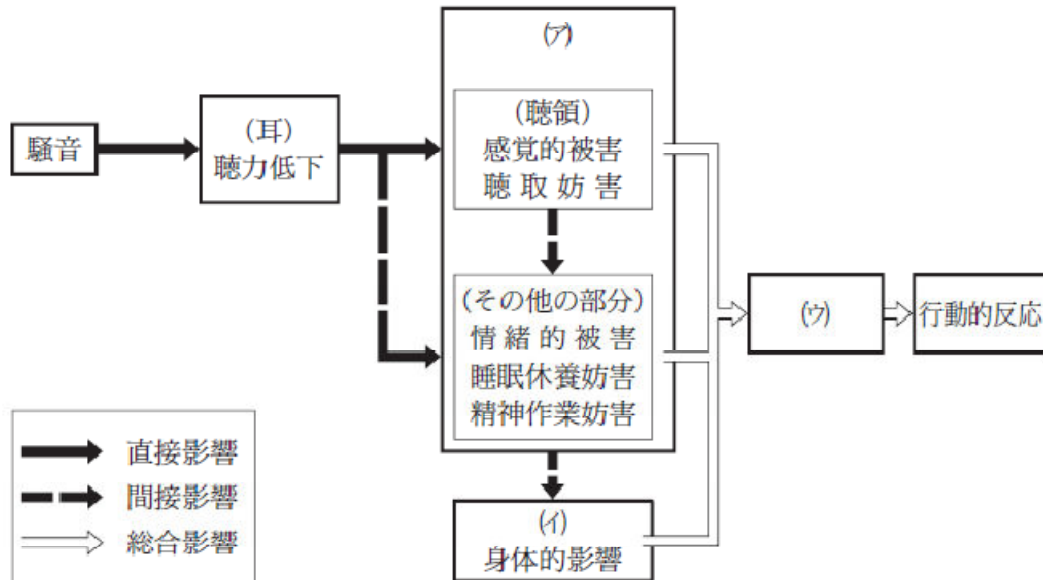 (ア)
騒音
(耳)
聴力低下
(聴領)
感覚的被害
聴取妨害
(その他の部分)
情緒的被害
睡眠休養妨害
精神作業妨害
(ウ)
行動的反応
(イ)
身体的影響
直接影響
間接影響
総合影響